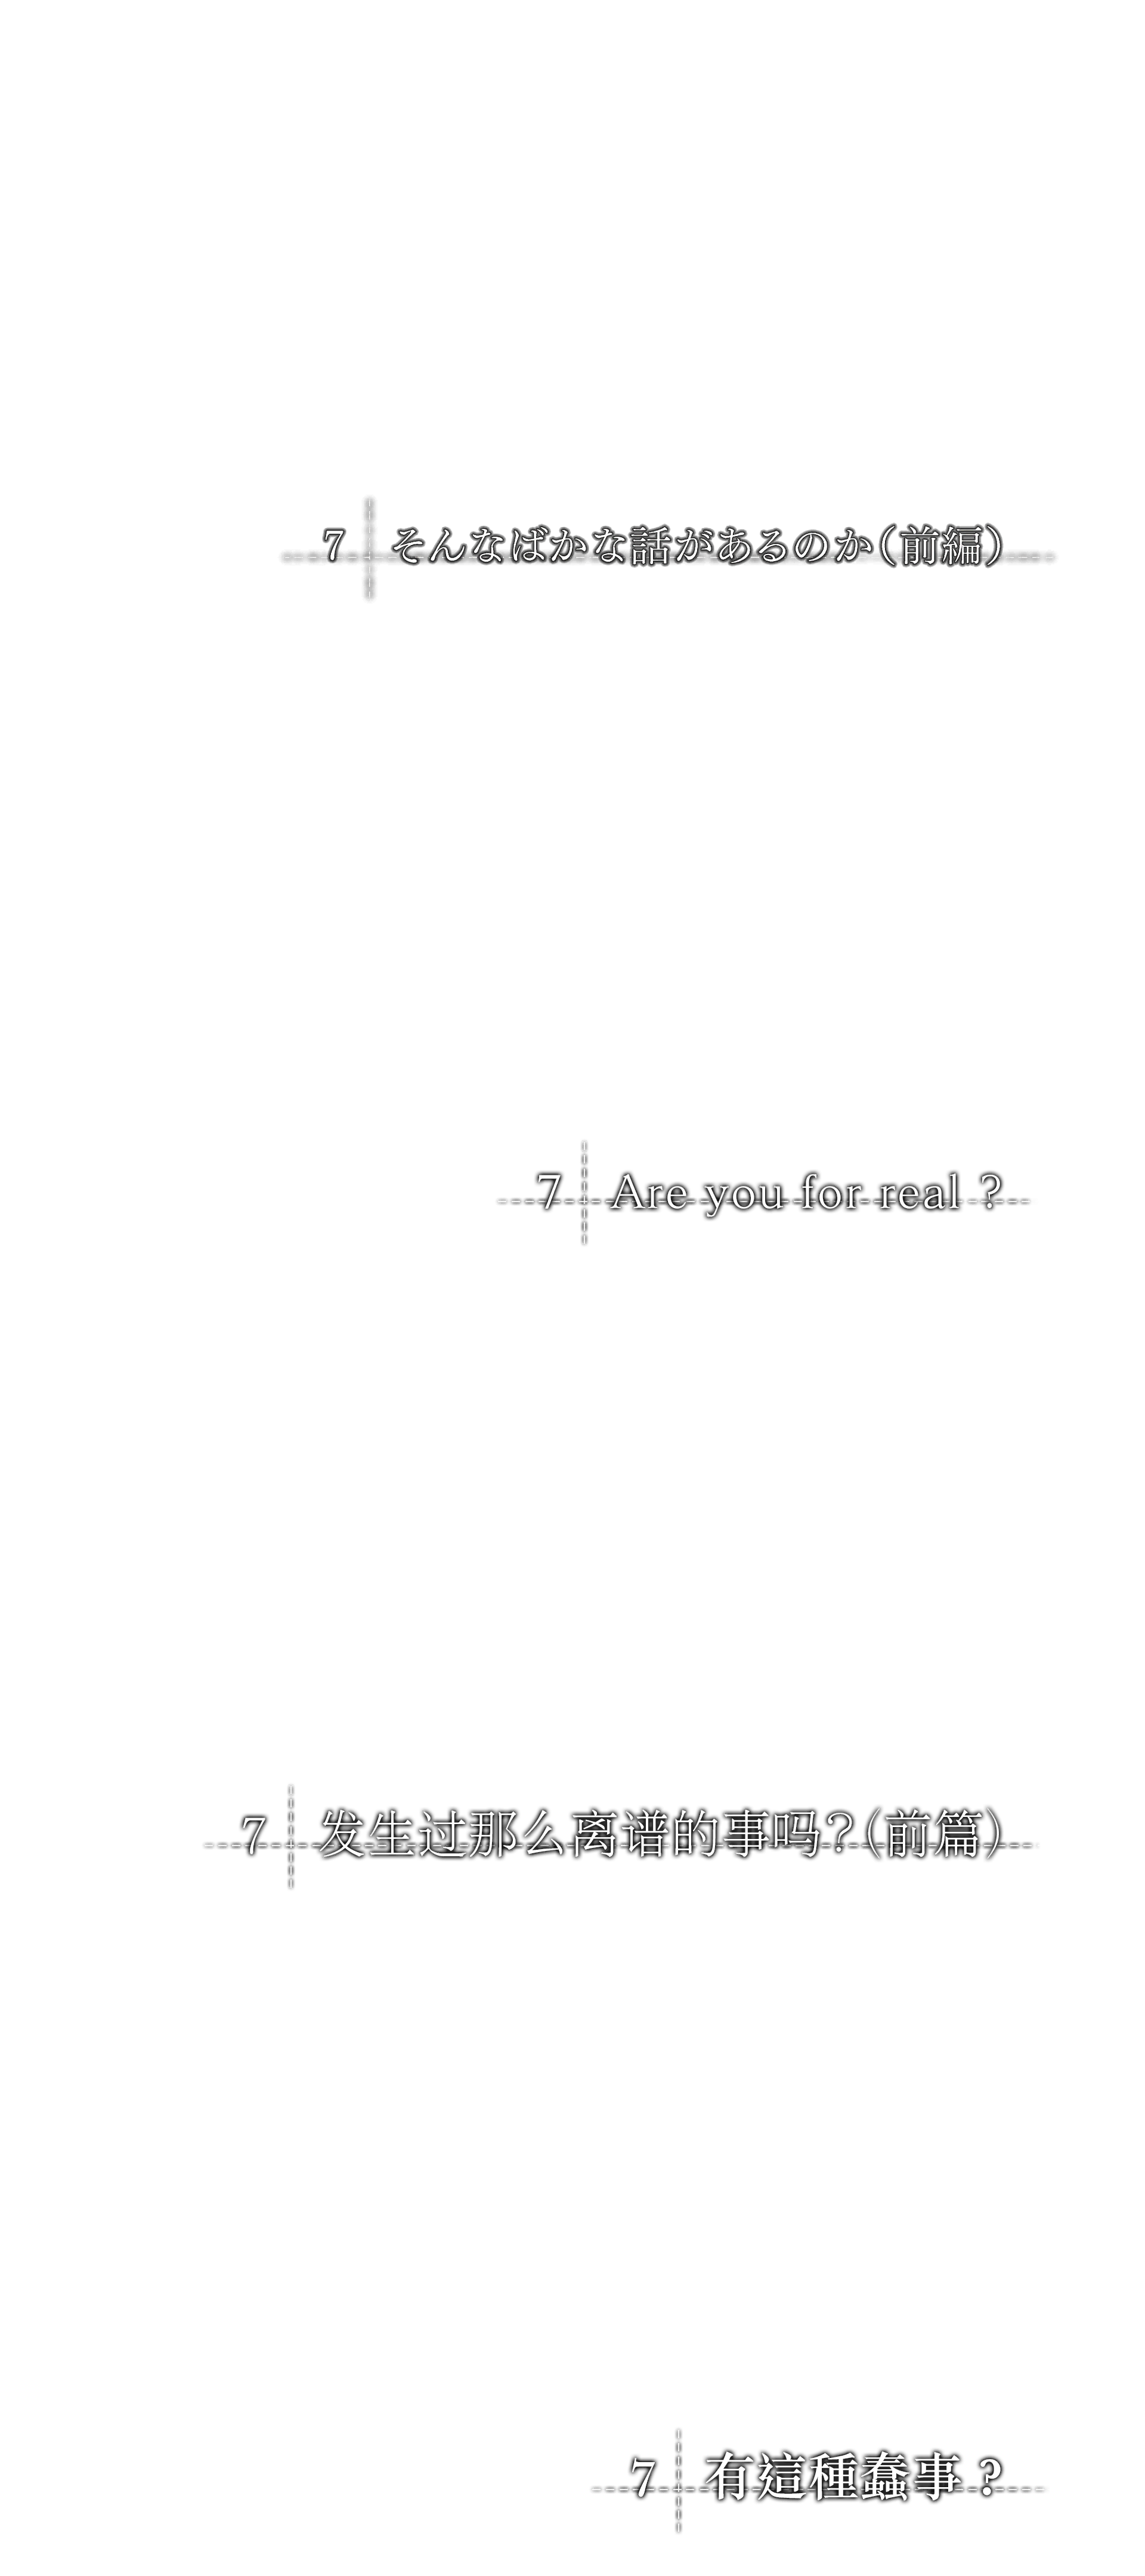 7 そんなばかな話があるのか（前編）
7 Are you for real ?
7 发生过那么离谱的事吗？（前篇）
7 有這種蠢事？